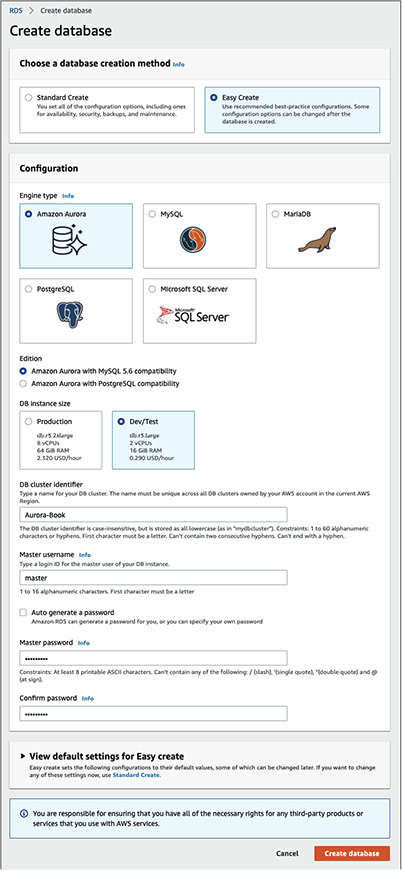 RDS > Create database
Create database
Choose a database creation method Info
Standard Create
You set all of the configuration options, including ones
for availability, security, backups, and maintenance.
Easy Create
Use recommended best-practice configurations. Some
configuration options can be changed after the
database is created.
Configuration
Engine type Info
Amazon Aurora
MySQL
MariaDB
PostgreSQL
Microsoft SQL Server
Microsoft
SQL Server
Edition
Amazon Aurora with MySQL 5.6 compatibility
Amazon Aurora with PostgreSQL compatibility
DB instance size
Production
db.r5.2xlarge
8 vCPUs
64 GiB RAM
2.320 USD/hour
Dev/Test
db.r5.large
2 vCPUs
16 GiB RAM
0.290 USD/hour
DB cluster identifier
Type a name for your DB cluster. The name must be unique across all DB clusters owned by your AWS account in the current AWS
Region.
Aurora-Book
The DB cluster identifier is case-insensitive, but is stored as all lowercase (as in "mydbcluster"). Constraints: 1 to 60 alphanumeric
characters or hyphens. First character must be a letter. Can't contain two consecutive hyphens. Can't end with a hyphen.
Master username Info
Type a login ID for the master user of your DB instance.
master
1 to 16 alphanumeric characters. First character must be a letter
Auto generate a password
Amazon RDS can generate a password for you, or you can specify your own password
Master password Info
•••••••••
Constraints: At least 8 printable ASCII characters. Can't contain any of the following: / (slash), '(single quote), "(double quote) and @
(at sign).
Confirm password Info
•••••••••
View default settings for Easy create
Easy create sets the following configurations to their default values, some of which can be changed later. If you want to change
any of these settings now, use Standard Create.
You are responsible for ensuring that you have all of the necessary rights for any third-party products or
services that you use with AWS services.
Cancel
Create database